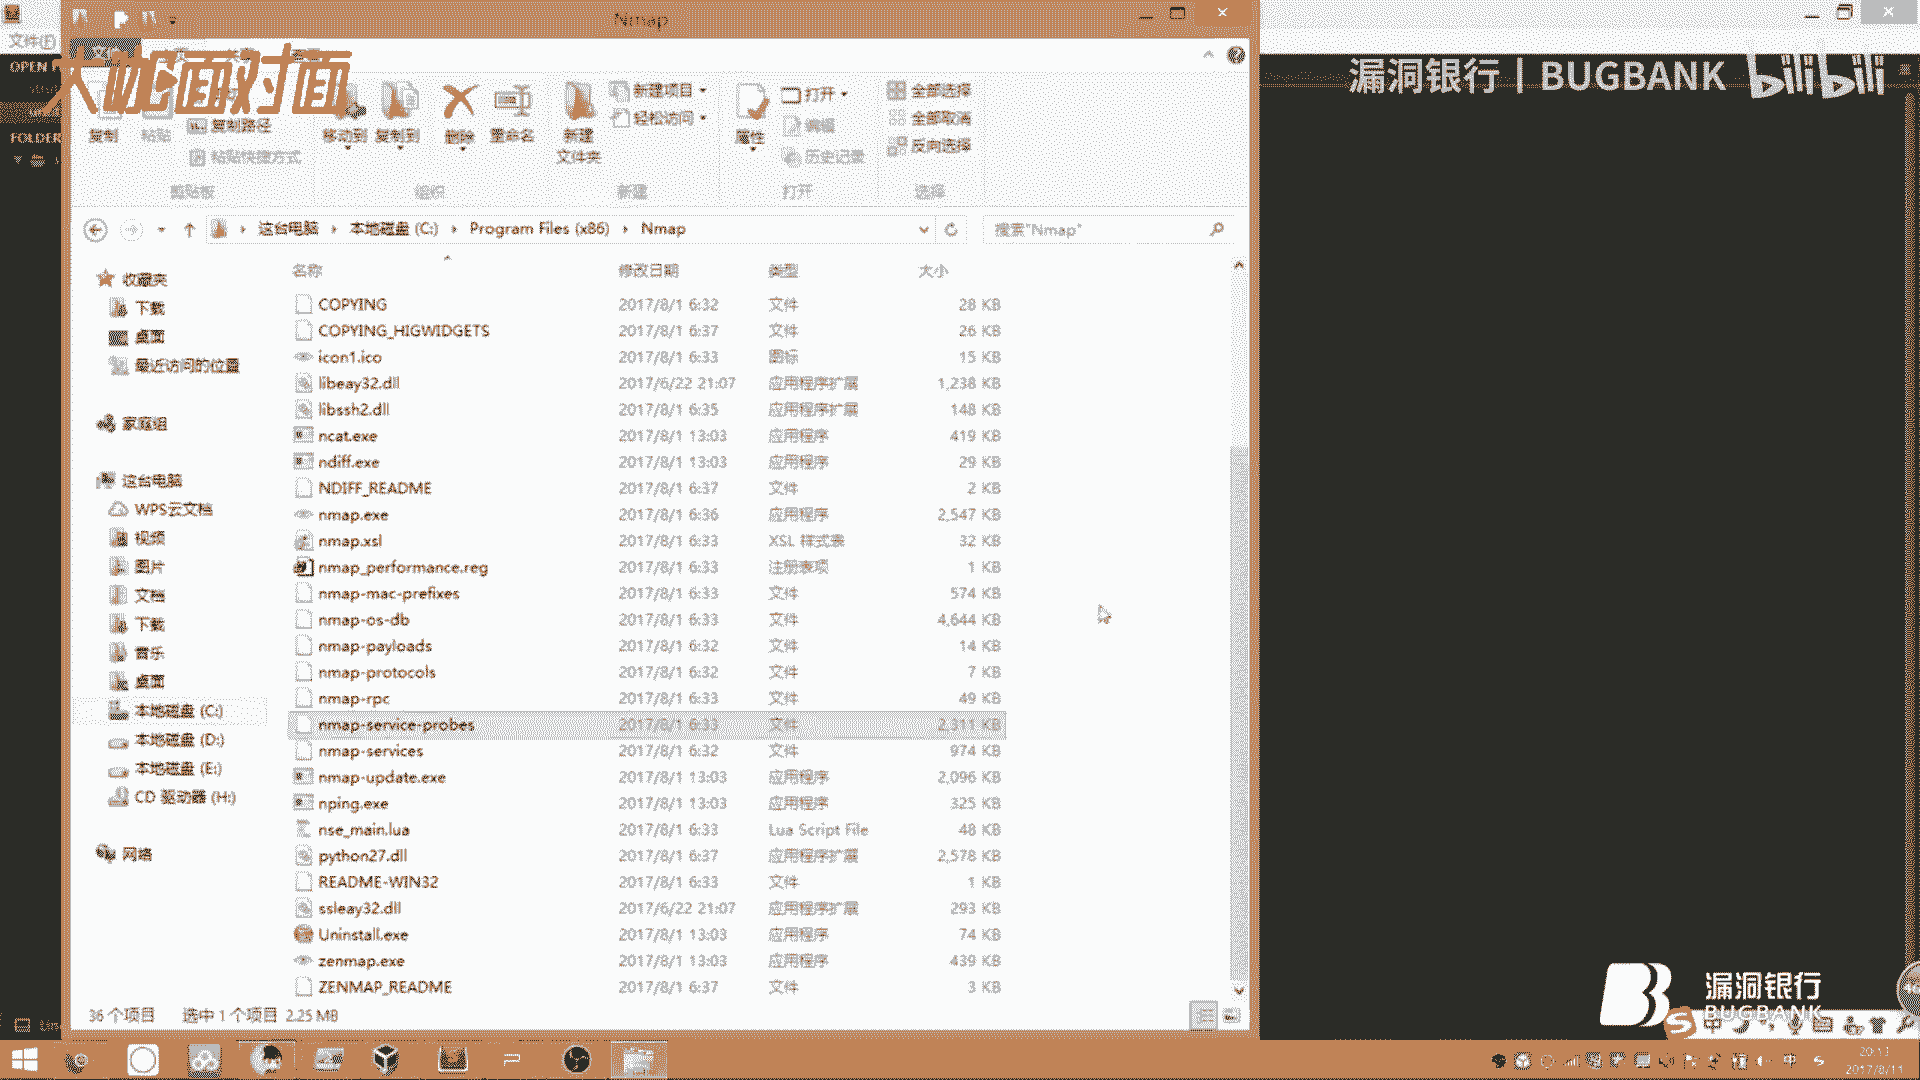 Nmap
文件(F)
大咖面对面
漏洞银行 | BUGBANK bilibili
复制
粘贴
复制路径
粘贴快捷方式
移动到
复制到
删除
重命名
新建
文件夹
新建项目
轻松访问
属性
打开
编辑
历史记录
全部选择
全部取消
反向选择
剪贴板
组织
新建
打开
选择
这台电脑
本地磁盘 (C:)
Program Files (x86)
Nmap
搜索"Nmap"
收藏夹
下载
桌面
最近访问的位置
家庭组
这台电脑
WPS云文档
视频
图片
文档
下载
音乐
桌面
本地磁盘 (C:)
本地磁盘 (D:)
本地磁盘 (E:)
CD 驱动器 (H:)
网络
名称 修改日期 类型 大小
COPYING 2017/8/1 6:32 文件 28 KB
COPYING_HIGWIDGETS 2017/8/1 6:37 文件 26 KB
icon1.ico 2017/8/1 6:33 图标 15 KB
libeay32.dll 2017/6/22 21:07 应用程序扩展 1,238 KB
libssh2.dll 2017/8/1 6:35 应用程序扩展 148 KB
ncat.exe 2017/8/1 13:03 应用程序 419 KB
ndiff.exe 2017/8/1 13:03 应用程序 29 KB
NDIFF_README 2017/8/1 6:37 文件 2 KB
nmap.exe 2017/8/1 6:36 应用程序 2,547 KB
nmap.xsl 2017/8/1 6:33 XSL 样式表 32 KB
nmap_performance.reg 2017/8/1 6:33 注册表项 1 KB
nmap-mac-prefixes 2017/8/1 6:33 文件 574 KB
nmap-os-db 2017/8/1 6:33 文件 4,644 KB
nmap-payloads 2017/8/1 6:32 文件 14 KB
nmap-protocols 2017/8/1 6:32 文件 7 KB
nmap-rpc 2017/8/1 6:33 文件 49 KB
nmap-service-probes 2017/8/1 6:33 文件 2,311 KB
nmap-services 2017/8/1 6:32 文件 974 KB
nmap-update.exe 2017/8/1 13:03 应用程序 2,096 KB
nping.exe 2017/8/1 13:03 应用程序 325 KB
nse_main.lua 2017/8/1 6:33 Lua Script File 48 KB
python27.dll 2017/8/1 6:37 应用程序扩展 2,578 KB
README-WIN32 2017/8/1 6:33 文件 1 KB
ssleay32.dll 2017/6/22 21:07 应用程序扩展 293 KB
Uninstall.exe 2017/8/1 13:03 应用程序 74 KB
zenmap.exe 2017/8/1 13:03 应用程序 439 KB
ZENMAP_README 2017/8/1 6:37 文件 3 KB
36 个项目 选中 1 个项目 2.25 MB
漏洞银行
BUGBANK
中
20:13
2017/8/11